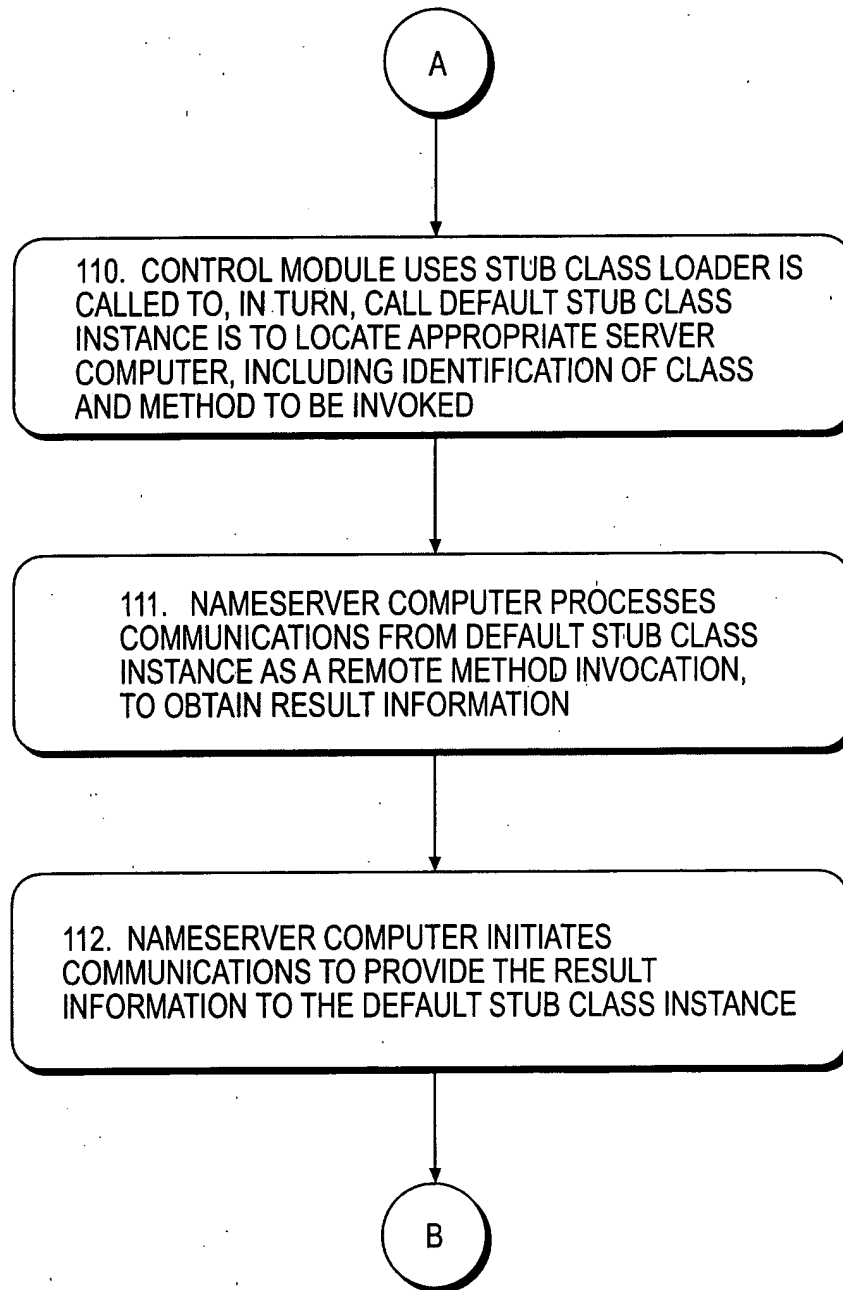 A
110. CONTROL MODULE USES STUB CLASS LOADER IS
CALLED TO, IN TURN, CALL DEFAULT STUB CLASS
INSTANCE IS TO LOCATE APPROPRIATE SERVER
COMPUTER, INCLUDING IDENTIFICATION OF CLASS
AND METHOD TO BE INVOKED
111. NAMESERVER COMPUTER PROCESSES
COMMUNICATIONS FROM DEFAULT STUB CLASS
INSTANCE AS A REMOTE METHOD INVOCATION,
TO OBTAIN RESULT INFORMATION
112. NAMESERVER COMPUTER INITIATES
COMMUNICATIONS TO PROVIDE THE RESULT
INFORMATION TO THE DEFAULT STUB CLASS INSTANCE
B